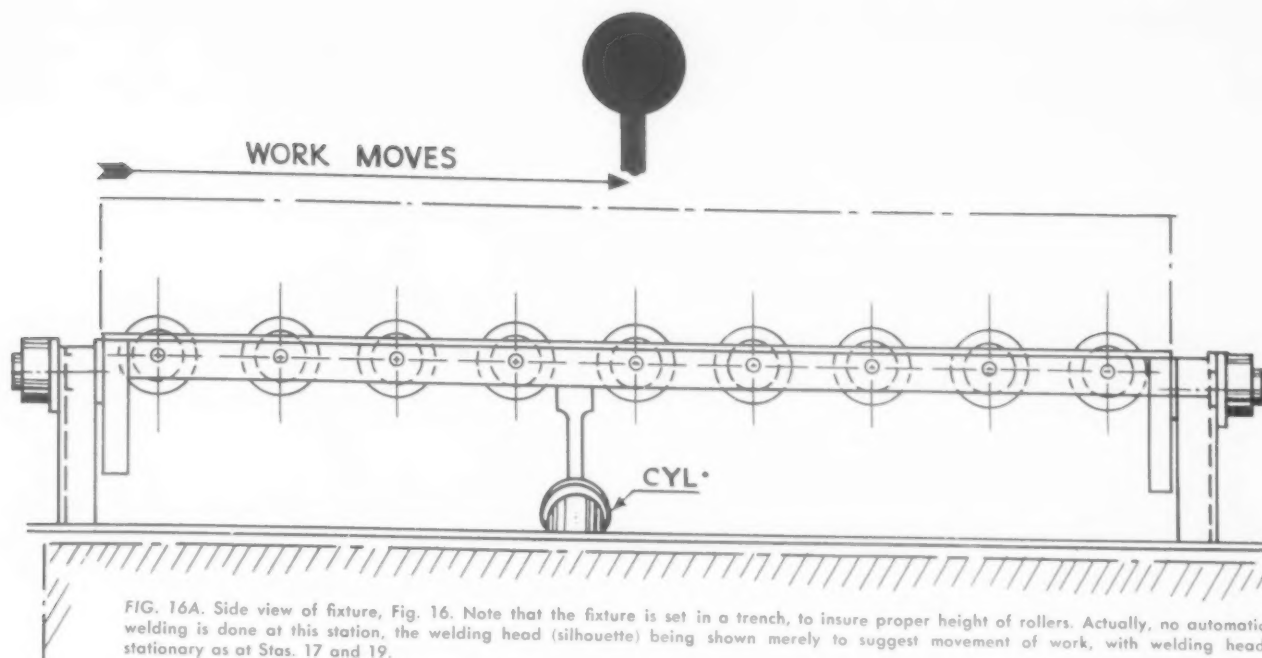 WORK MOVES
CYL.
FIG. 16A. Side view of fixture, Fig. 16. Note that the fixture is set in a trench, to insure proper height of rollers. Actually, no automatic
welding is done at this station, the welding head (silhouette) being shown merely to suggest movement of work, with welding head
stationary as at Stas. 17 and 19.